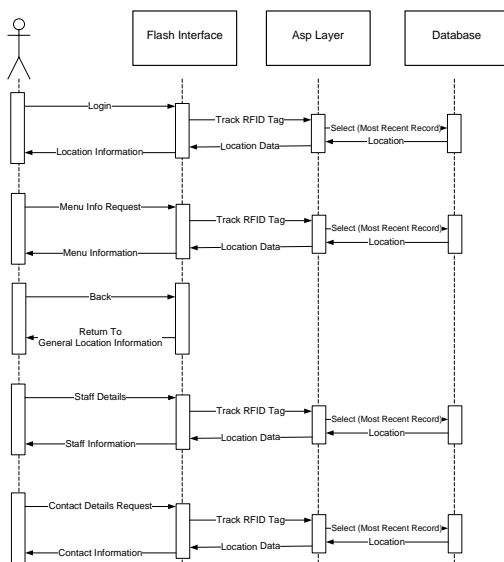 Flash Interface
Asp Layer
Database
Login
Track RFID Tag
Select (Most Recent Record)
Location
Location Data
Location Information
Menu Info Request
Track RFID Tag
Select (Most Recent Record)
Location
Location Data
Menu Information
Back
Return To
General Location Information
Staff Details
Track RFID Tag
Select (Most Recent Record)
Location
Location Data
Staff Information
Contact Details Request
Track RFID Tag
Select (Most Recent Record)
Location
Location Data
Contact Information